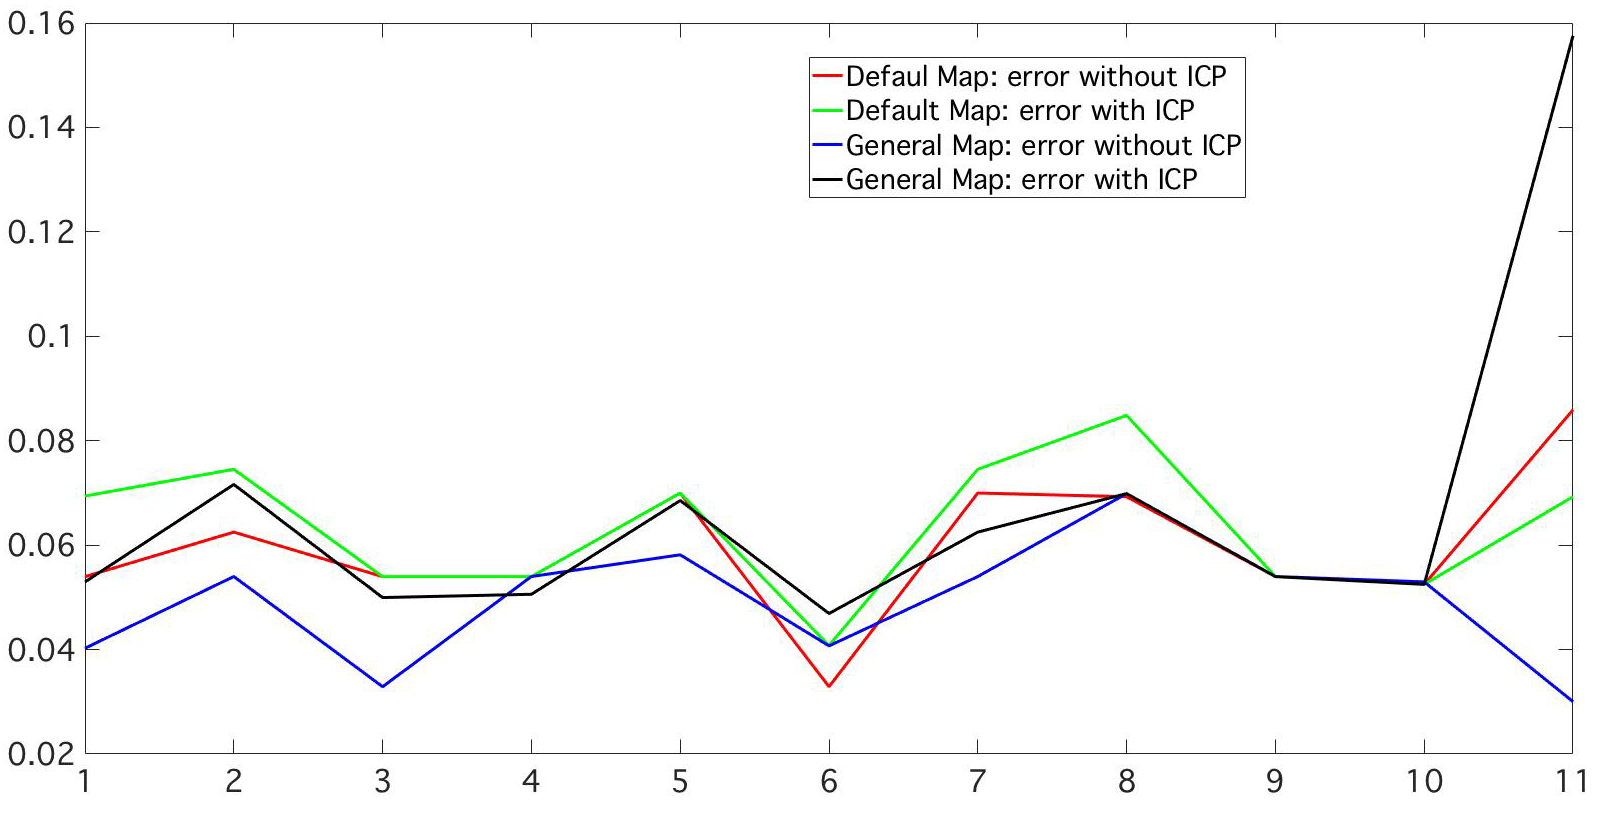 0.16
0.14
0.12
0.1
0.08
0.06
0.04
0.02
Defaul Map: error without ICP
Default Map: error with ICP
General Map: error without ICP
General Map: error with ICP
1 2 3 4 5 6 7 8 9 10 11